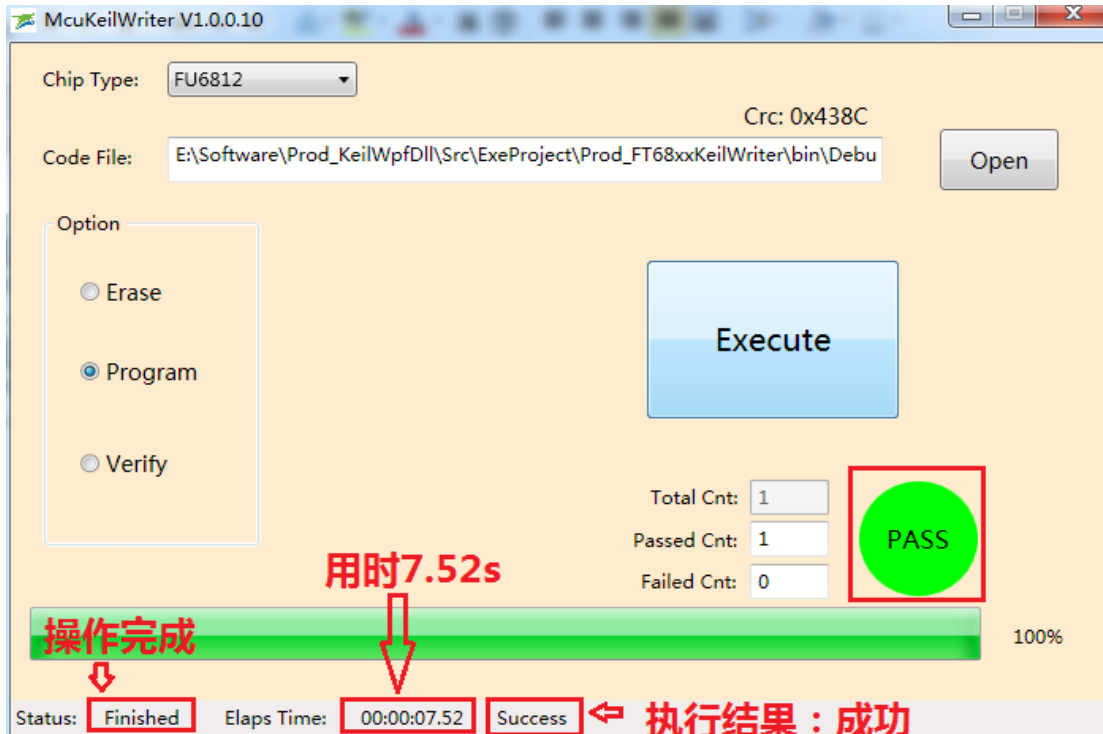 McuKeilWriter V1.0.0.10
Chip Type: FU6812
Crc: 0x438C
Code File: E:\Software\Prod_KeilWpfDll\Src\ExeProject\Prod_FT68xxKeilWriter\bin\Debu
Open
Option
Erase
Execute
Program
Verify
Total Cnt: 1
Passed Cnt: 1
PASS
Failed Cnt: 0
用时7.52s
操作完成
100%
Status: Finished Elaps Time: 00:00:07.52 Success 执行结果：成功